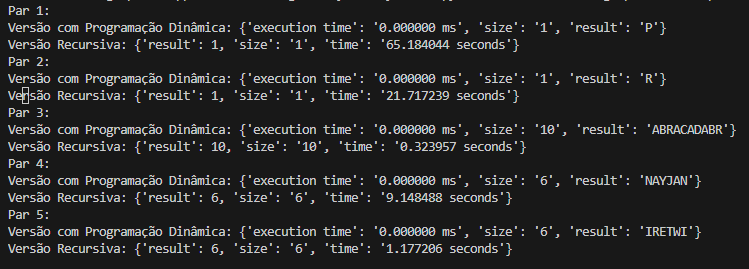 Par 1:
Versão com Programação Dinâmica: {'execution time': '0.000000 ms', 'size': '1', 'result': 'P'}
Versão Recursiva: {'result': 1, 'size': '1', 'time': '65.184044 seconds'}
Par 2:
Versão com Programação Dinâmica: {'execution time': '0.000000 ms', 'size': '1', 'result': 'R'}
Versão Recursiva: {'result': 1, 'size': '1', 'time': '21.717239 seconds'}
Par 3:
Versão com Programação Dinâmica: {'execution time': '0.000000 ms', 'size': '10', 'result': 'ABRACADABR'}
Versão Recursiva: {'result': 10, 'size': '10', 'time': '0.323957 seconds'}
Par 4:
Versão com Programação Dinâmica: {'execution time': '0.000000 ms', 'size': '6', 'result': 'NAYJAN'}
Versão Recursiva: {'result': 6, 'size': '6', 'time': '9.148488 seconds'}
Par 5:
Versão com Programação Dinâmica: {'execution time': '0.000000 ms', 'size': '6', 'result': 'IRETWI'}
Versão Recursiva: {'result': 6, 'size': '6', 'time': '1.177206 seconds'}